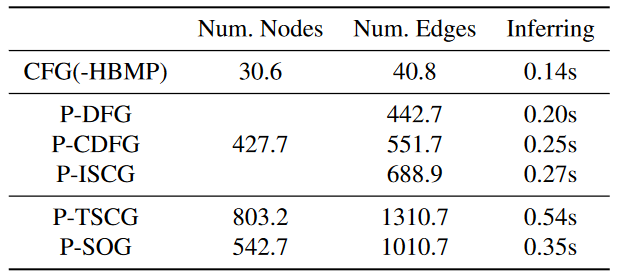 Num. Nodes Num. Edges Inferring
CFG(-HBMP) 30.6 40.8 0.14s
P-DFG 442.7 0.20s
P-CDFG 427.7 551.7 0.25s
P-ISCG 688.9 0.27s
P-TSCG 803.2 1310.7 0.54s
P-SOG 542.7 1010.7 0.35s